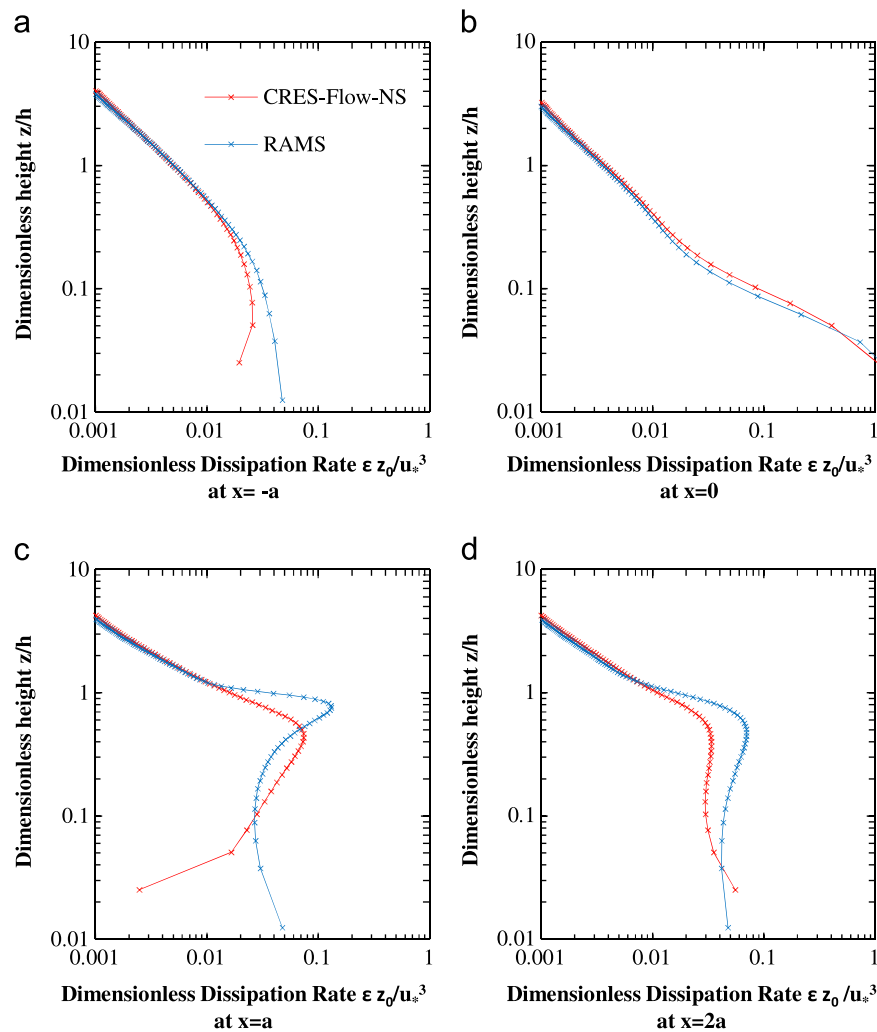 a
b
10
1
0.1
0.01
0.001
0.01
0.1
1
Dimensionless height z/h
CRES-Flow-NS
RAMS
Dimensionless Dissipation Rate ε z₀/u*³
at x= -a
10
1
0.1
0.01
0.001
0.01
0.1
1
Dimensionless height z/h
Dimensionless Dissipation Rate ε z₀/u*³
at x=0
c
d
10
1
0.1
0.01
0.001
0.01
0.1
1
Dimensionless height z/h
Dimensionless Dissipation Rate ε z₀/u*³
at x=a
10
1
0.1
0.01
0.001
0.01
0.1
1
Dimensionless height z/h
Dimensionless Dissipation Rate ε z₀ /u*³
at x=2a